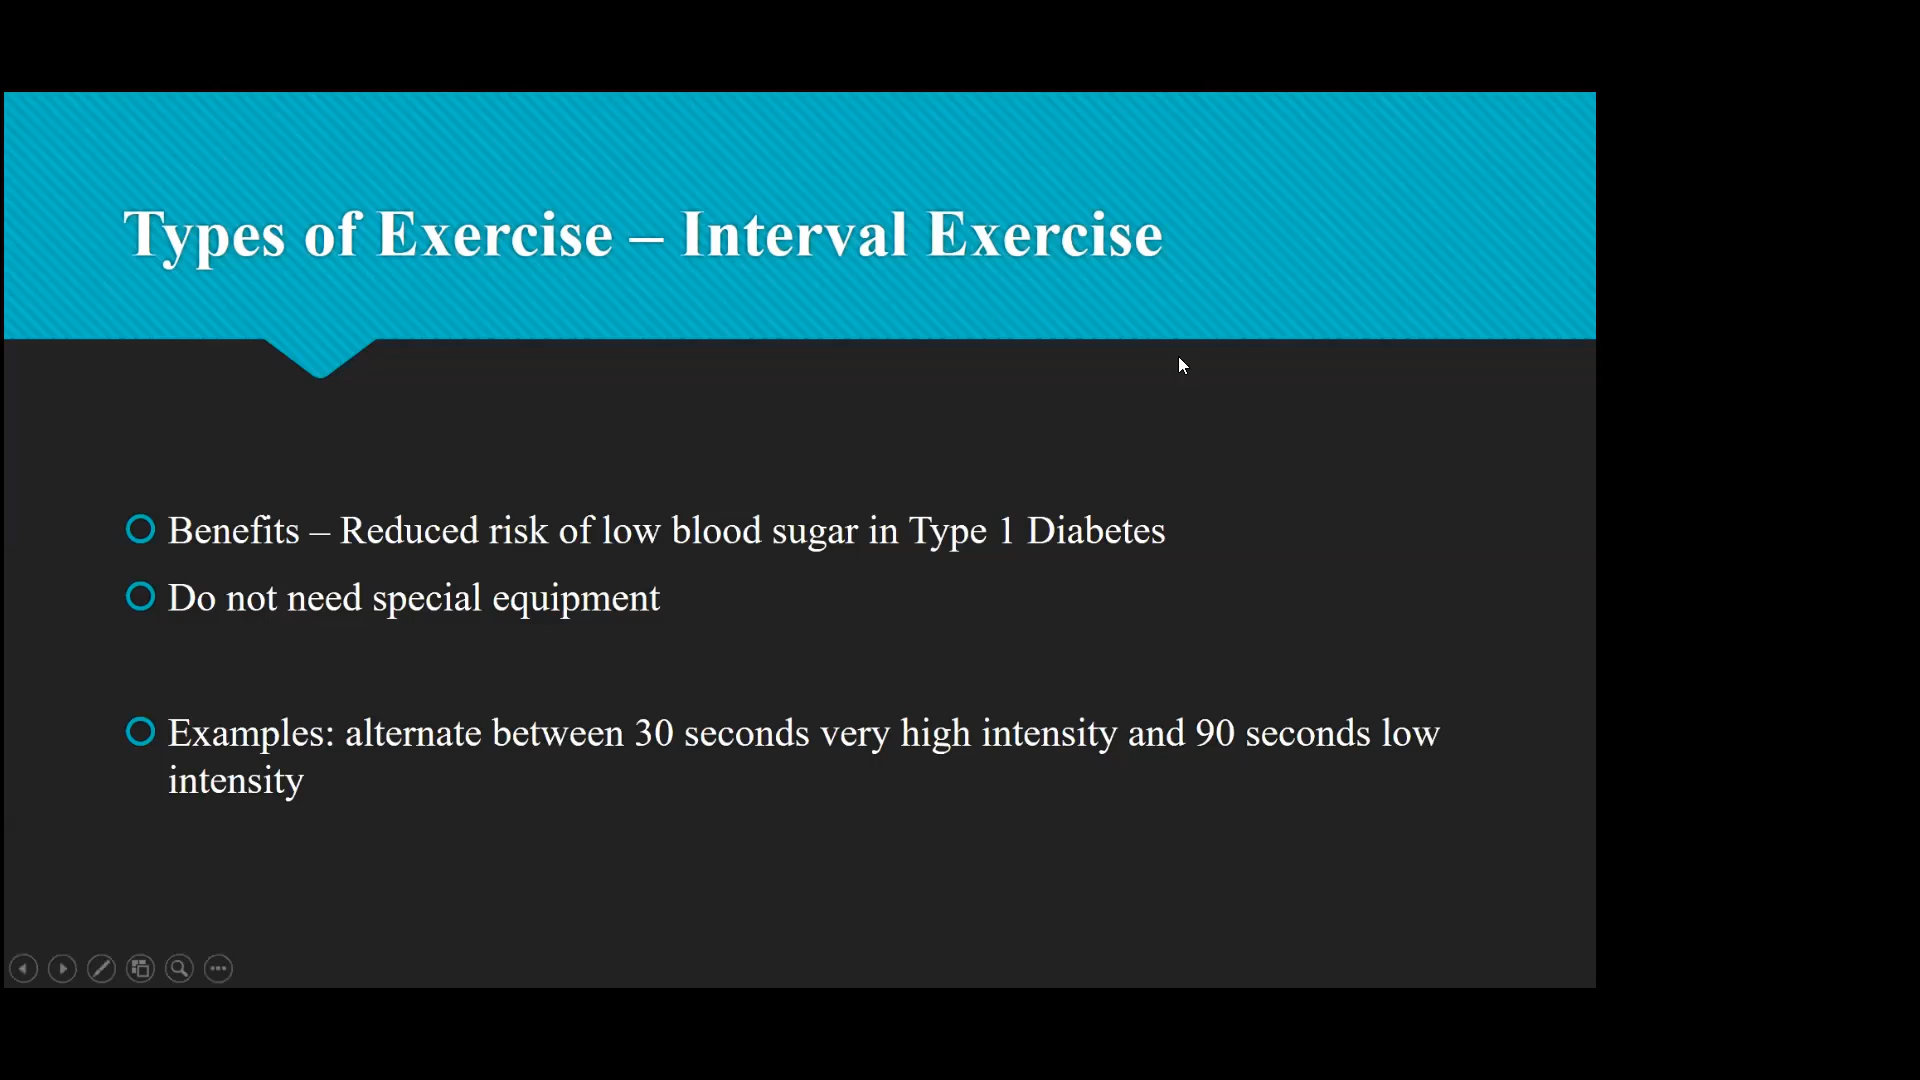 Types of Exercise – Interval Exercise
Benefits – Reduced risk of low blood sugar in Type 1 Diabetes
Do not need special equipment
Examples: alternate between 30 seconds very high intensity and 90 seconds low
intensity